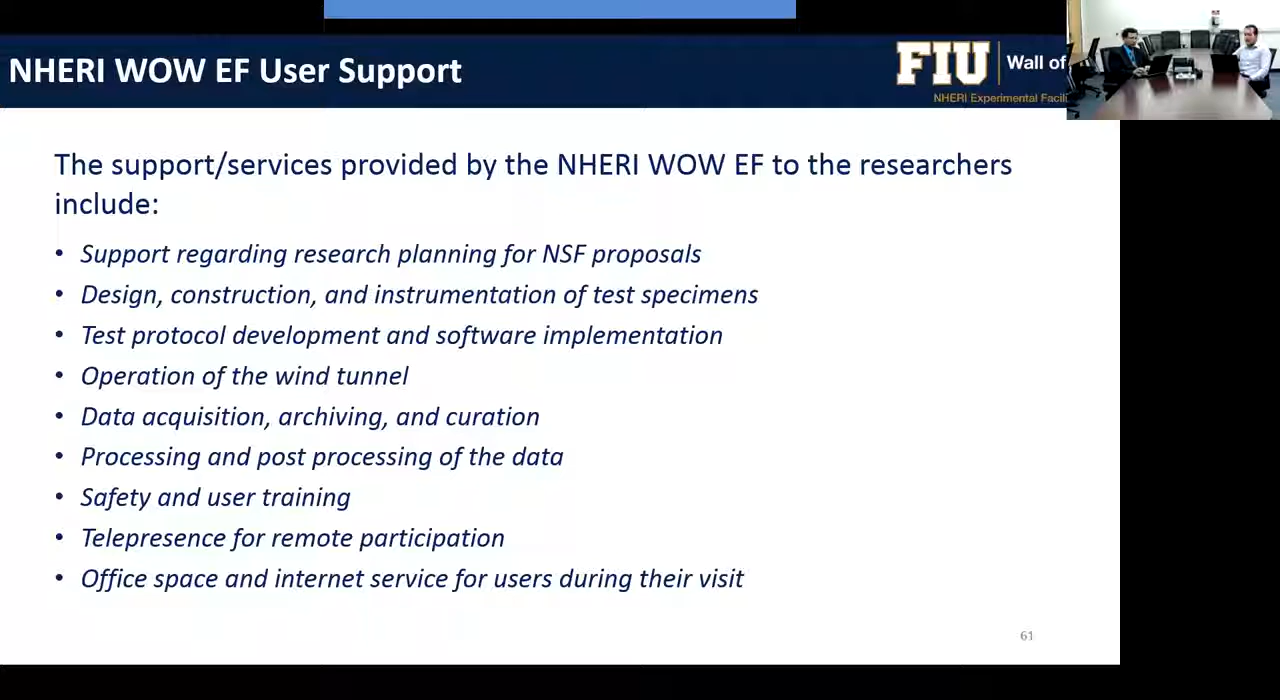 NHERI WOW EF User Support
FIU
Wall of
NHERI Experimental Facili
The support/services provided by the NHERI WOW EF to the researchers
include:
• Support regarding research planning for NSF proposals
• Design, construction, and instrumentation of test specimens
• Test protocol development and software implementation
• Operation of the wind tunnel
• Data acquisition, archiving, and curation
• Processing and post processing of the data
• Safety and user training
• Telepresence for remote participation
• Office space and internet service for users during their visit
61